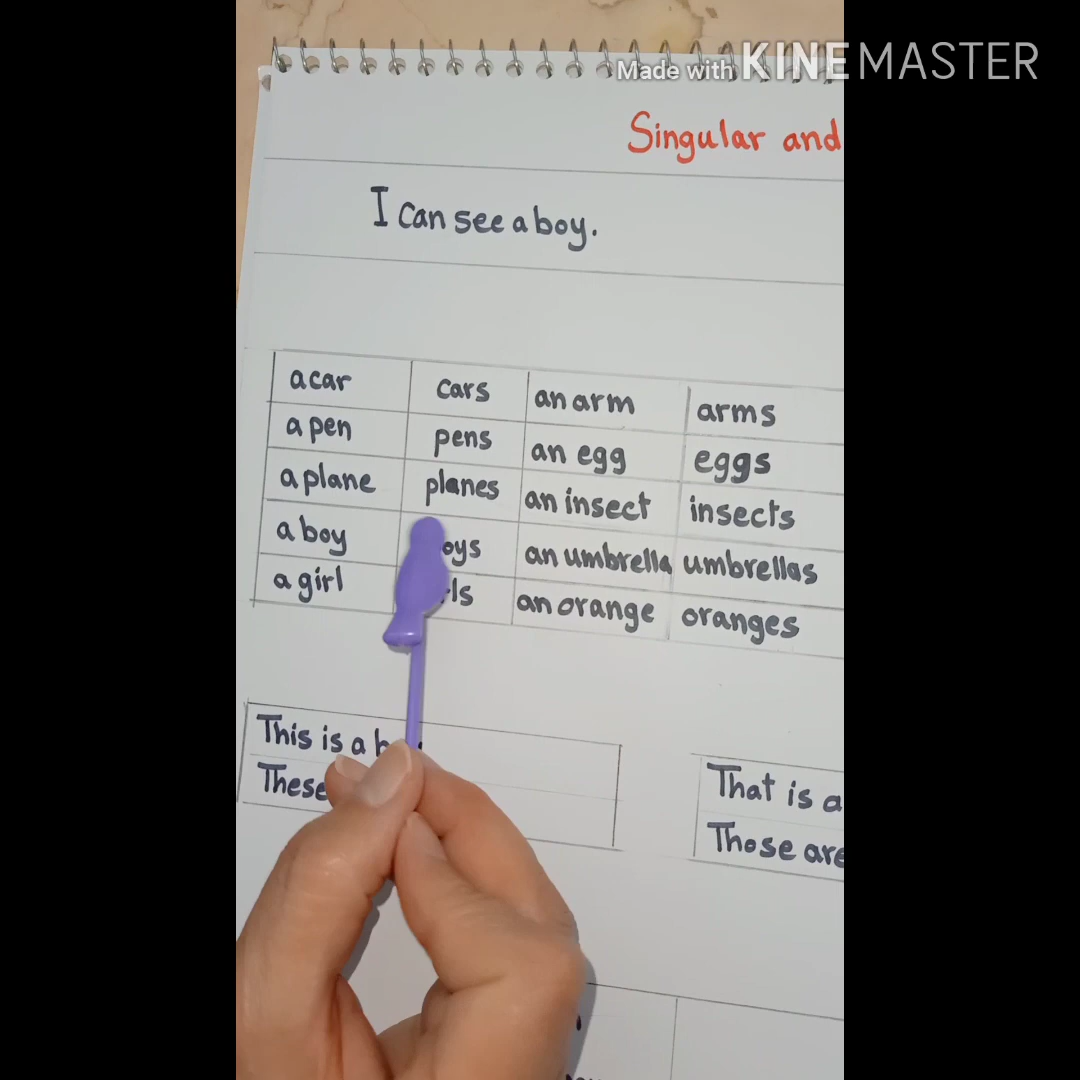 Made with KINEMASTER
Singular and
I can see a boy.
a car cars an arm arms
a pen pens an egg eggs
a plane planes an insect insects
a boy oys an umbrella umbrellas
a girl ls an orange oranges
This is a b
These
That is a
Those are